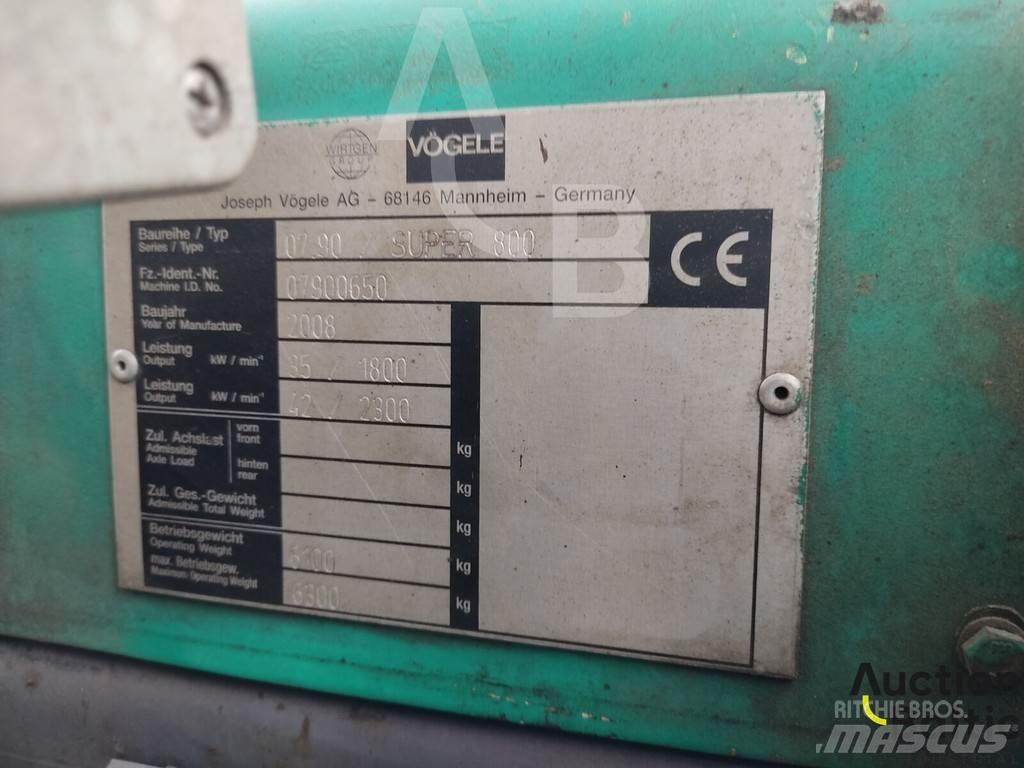 WIRTGEN
GROUP
VÖGELE
Joseph Vögele AG - 68146 Mannheim - Germany
Baureihe / Typ
Series / Type
07.90 / SUPER 800
Fz.-Ident.-Nr.
Machine I.D. No.
07900650
CE
Baujahr
Year of Manufacture
2008
Leistung
Output kW / min⁻¹
35 / 1800
Leistung
Output kW / min⁻¹
42 / 2300
Zul. Achslast
Admissible
Axle Load
vorn
front
kg
hinten
rear
kg
Zul. Ges.-Gewicht
Admissible Total Weight
kg
Betriebsgewicht
Operating Weight
kg
max. Betriebsgew.
Maximum Operating Weight
6300 kg
A
B
RITCHIE BROS.
MASCUS